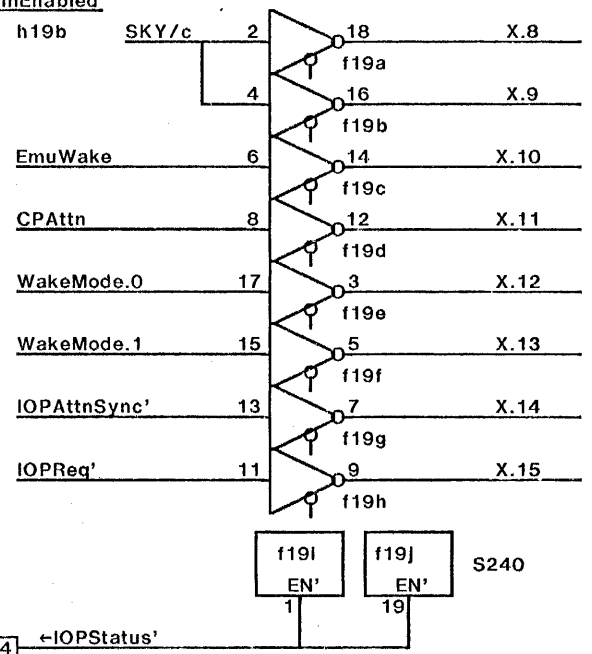 InEnabled
h19b SKY/c 2 18 X.8
f19a
4 16 X.9
f19b
EmuWake 6 14 X.10
f19c
CPAttn 8 12 X.11
f19d
WakeMode.0 17 3 X.12
f19e
WakeMode.1 15 5 X.13
f19f
IOPAttnSync' 13 7 X.14
f19g
IOPReq' 11 9 X.15
f19h
f19i f19j S240
EN' EN'
1 19
4 ←IOPStatus'